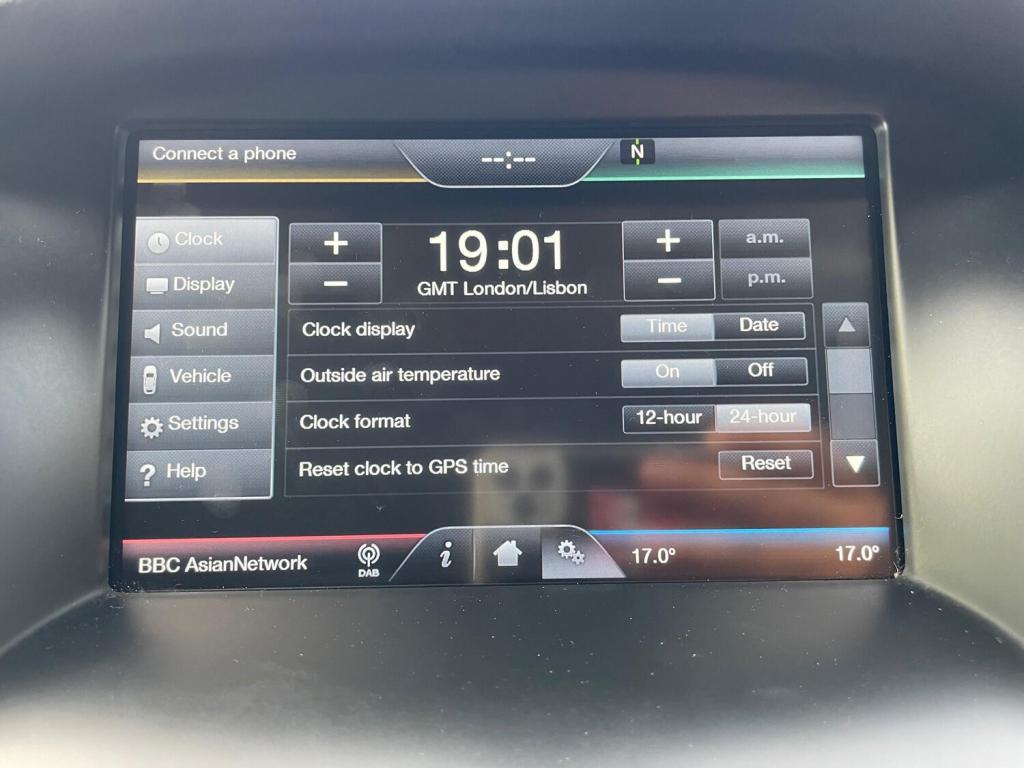 Connect a phone
--:--
N
Clock
+
19:01
+
a.m.
Display
−
GMT London/Lisbon
−
p.m.
Sound
Clock display
Time
Date
Vehicle
Outside air temperature
On
Off
Settings
Clock format
12-hour
24-hour
? Help
Reset clock to GPS time
Reset
BBC AsianNetwork
DAB
i
17.0°
17.0°